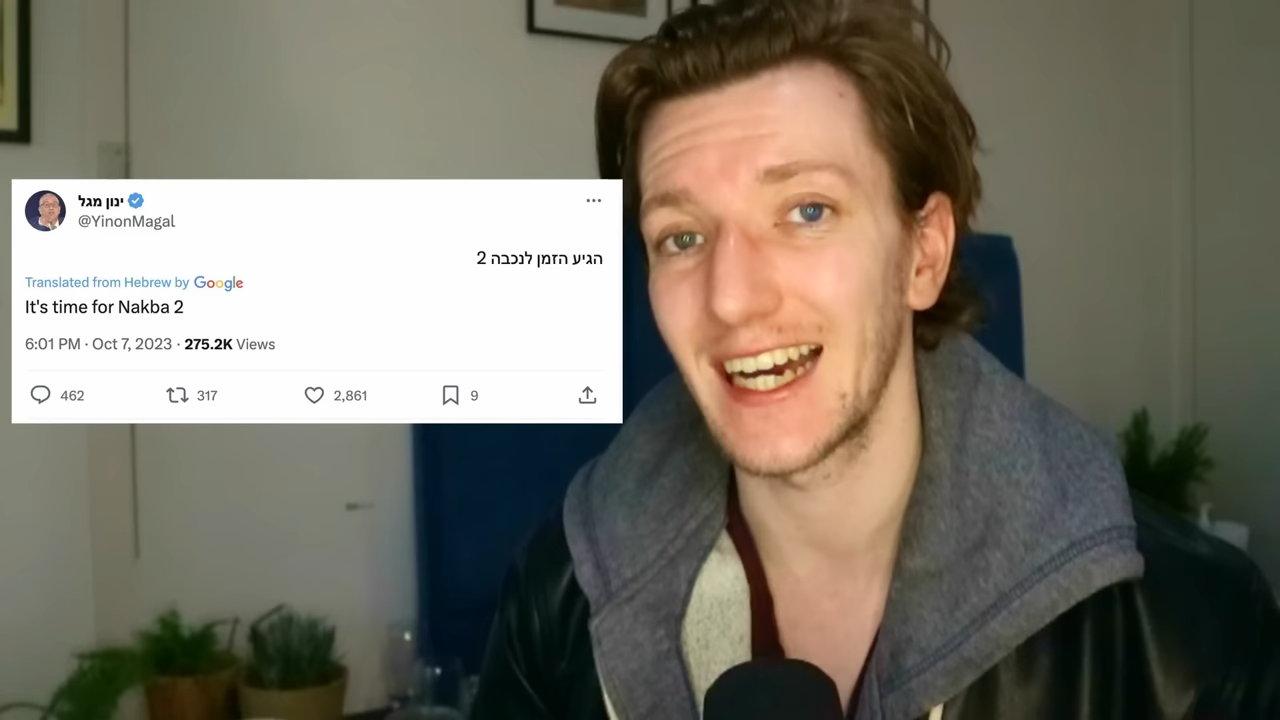 ינון מגל
@YinonMagal
הגיע הזמן לנכבה 2
Translated from Hebrew by Google
It's time for Nakba 2
6:01 PM · Oct 7, 2023 · 275.2K Views
462 317 2,861 9